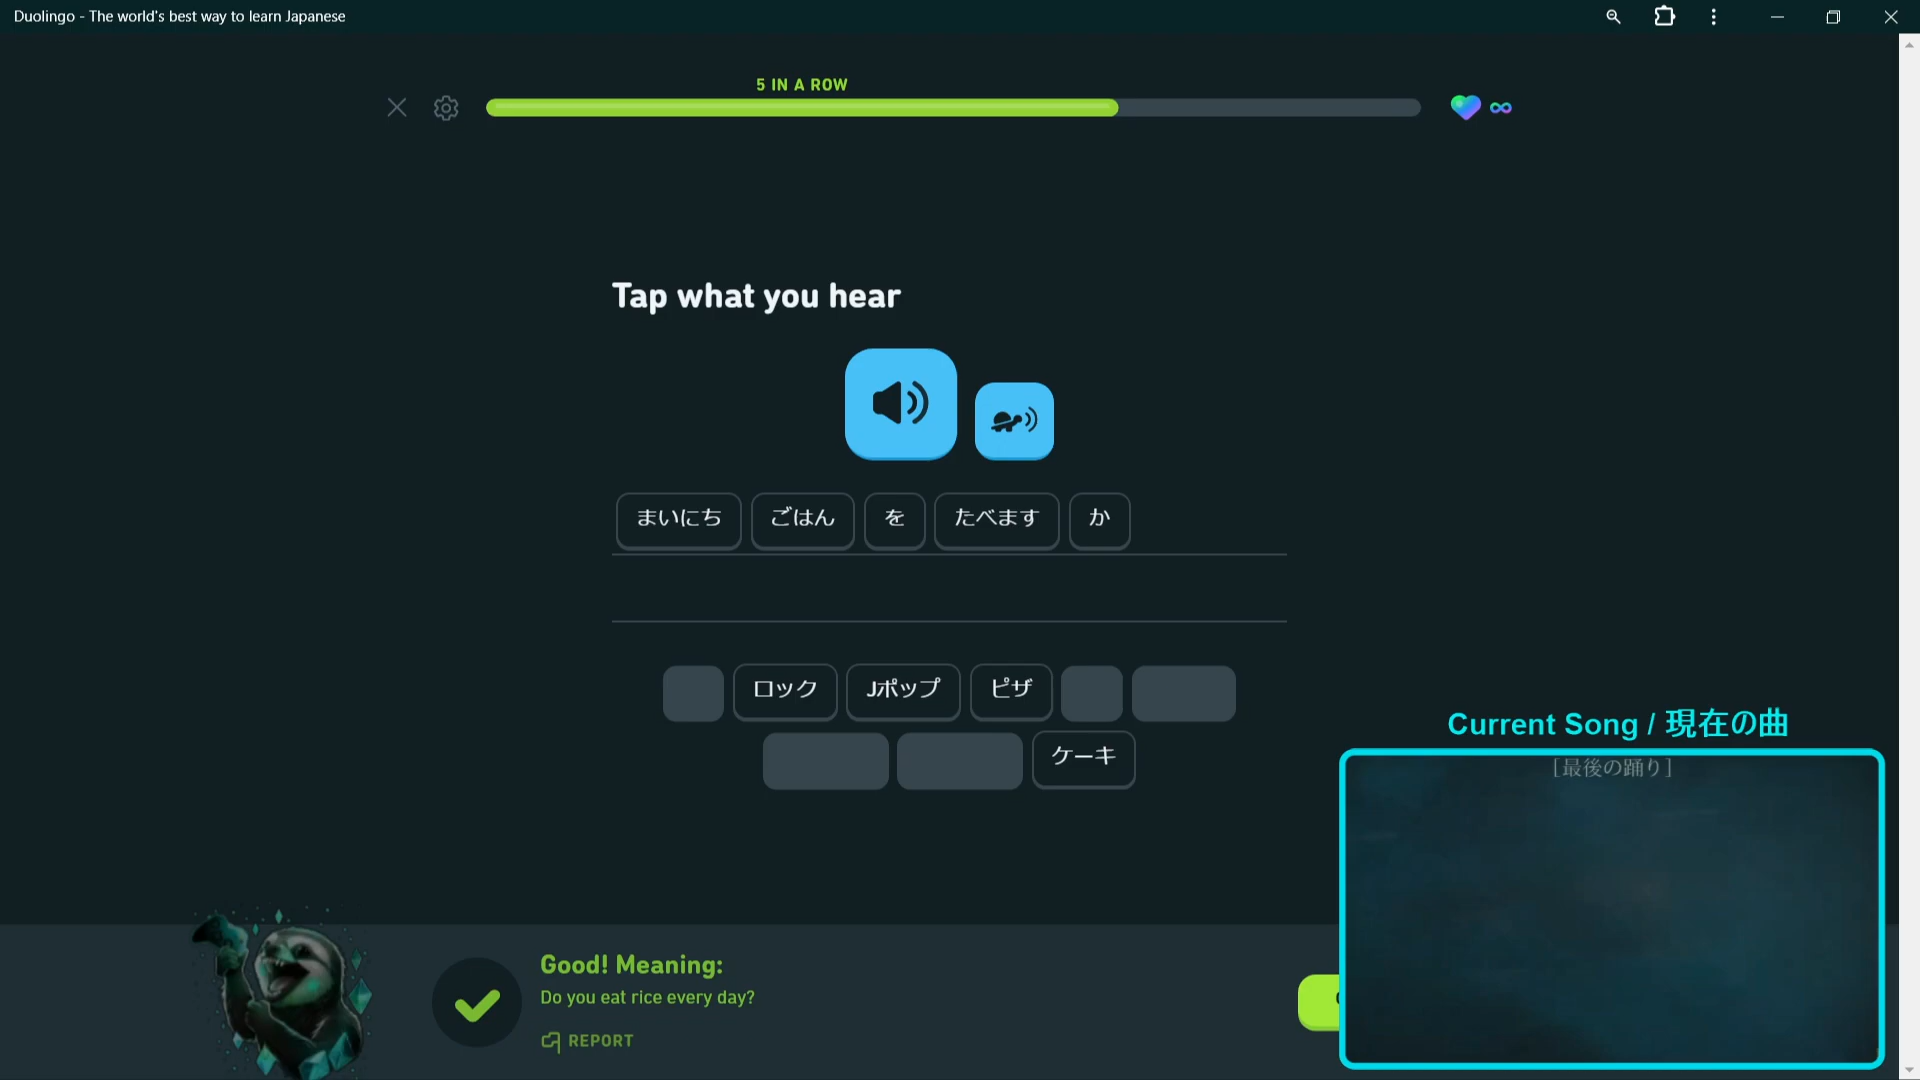 Duolingo - The world's best way to learn Japanese
5 IN A ROW
Tap what you hear
まいにち ごはん を たべます か
ロック Jポップ ピザ
ケーキ
Current Song / 現在の曲
[最後の踊り]
Good! Meaning:
Do you eat rice every day?
REPORT